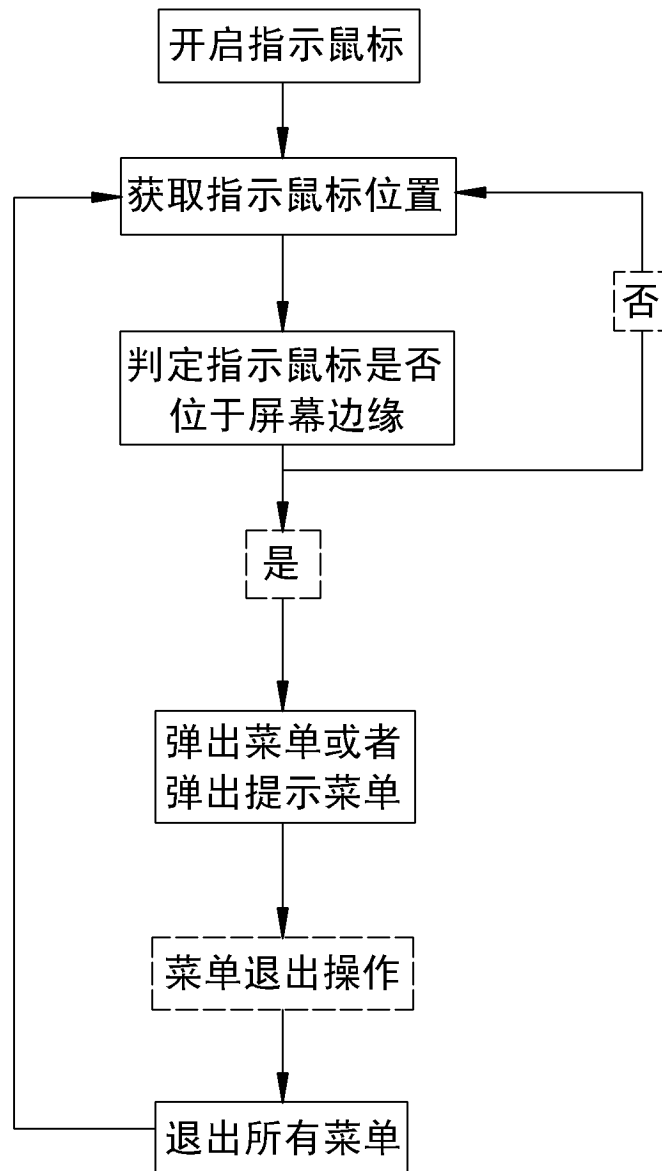 开启指示鼠标
获取指示鼠标位置
否
判定指示鼠标是否
位于屏幕边缘
是
弹出菜单或者
弹出提示菜单
菜单退出操作
退出所有菜单